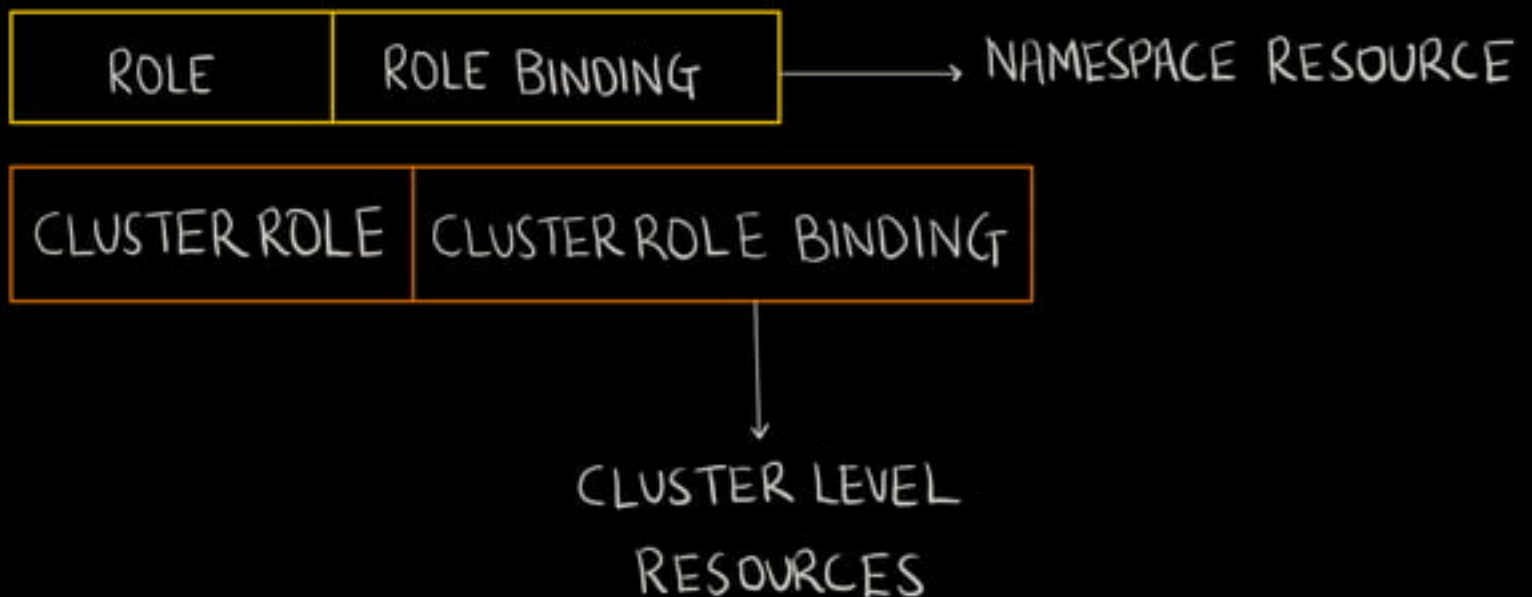 ROLE
ROLE BINDING
NAMESPACE RESOURCE
CLUSTER ROLE
CLUSTER ROLE BINDING
CLUSTER LEVEL
RESOURCES